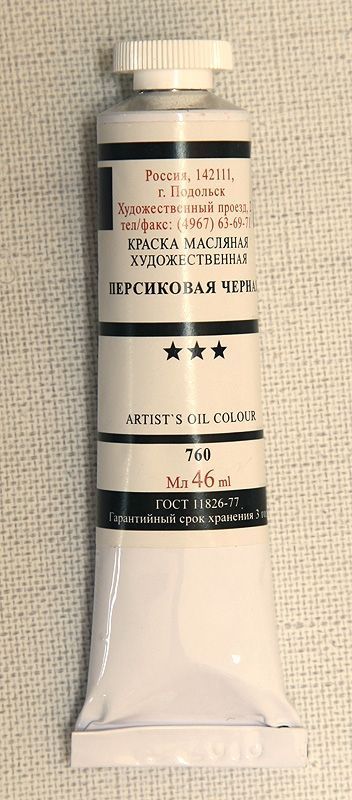 Россия, 142111,
г. Подольск
Художественный проезд,
тел/факс: (4967) 63-69-7
КРАСКА МАСЛЯНАЯ
ХУДОЖЕСТВЕННАЯ
ПЕРСИКОВАЯ ЧЕРНАЯ
★★★
ARTIST`S OIL COLOUR
760
Мл 46 ml
ГОСТ 11826-77
Гарантийный срок хранения 3